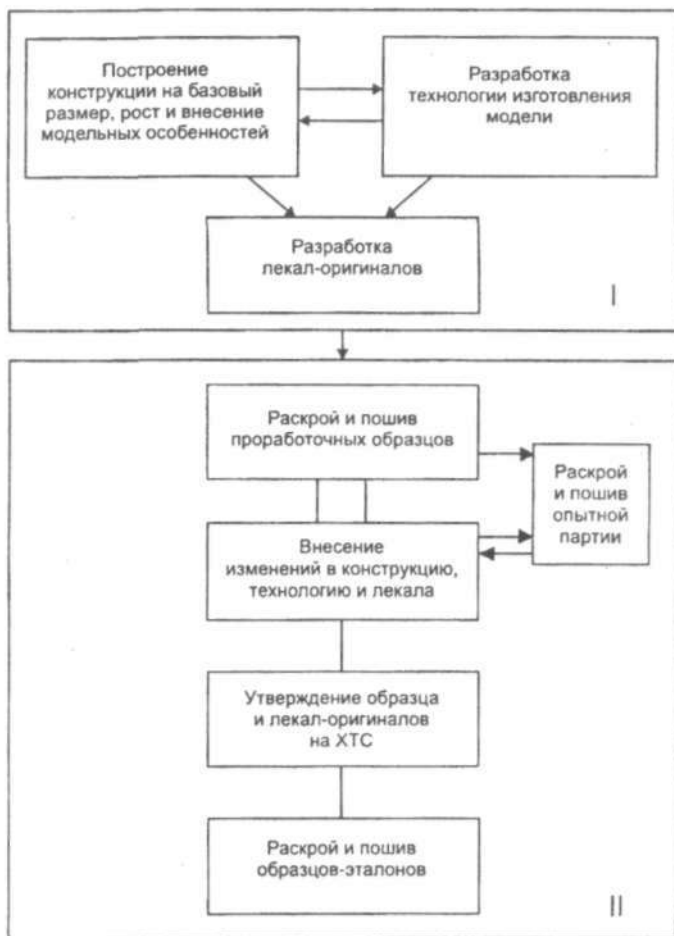 Построение
конструкции на базовый
размер, рост и внесение
модельных особенностей
Разработка
технологии изготовления
модели
Разработка
лекал-оригиналов
I
Раскрой и пошив
проработочных образцов
Раскрой
и пошив
опытной
партии
Внесение
изменений в конструкцию,
технологию и лекала
Утверждение образца
и лекал-оригиналов
на ХТС
Раскрой и пошив
образцов-эталонов
II